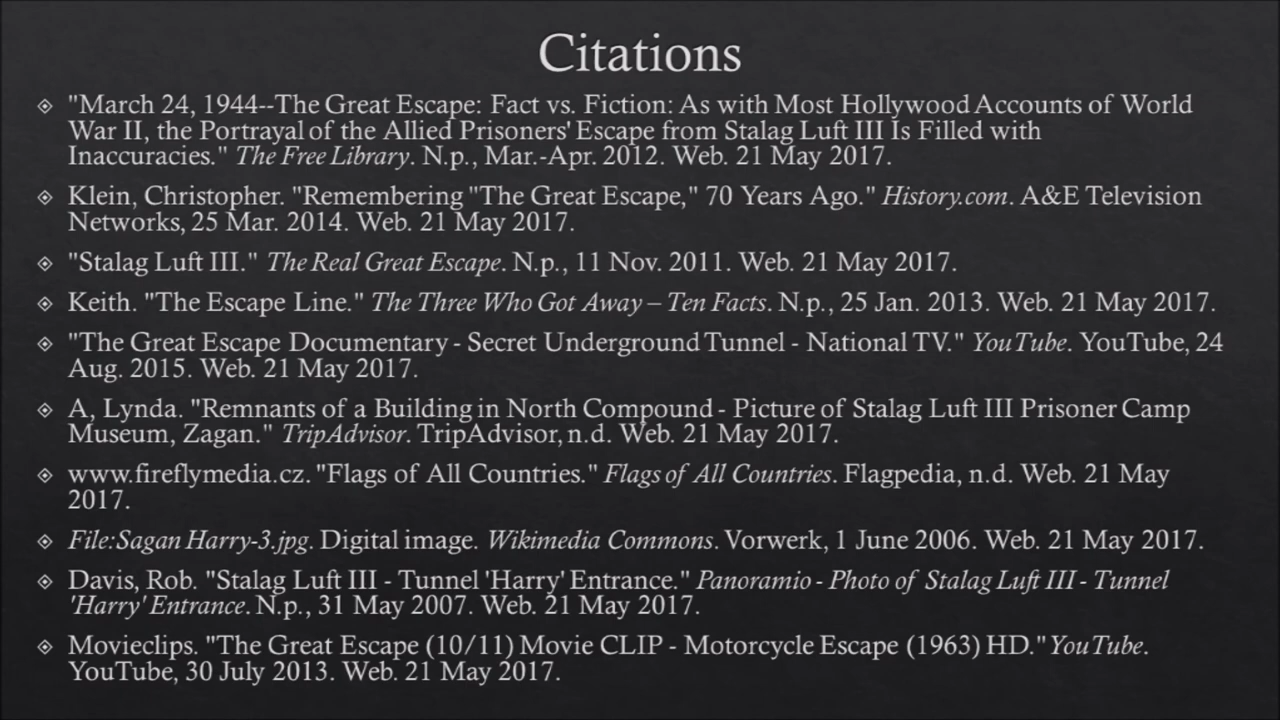 Citations
"March 24, 1944--The Great Escape: Fact vs. Fiction: As with Most Hollywood Accounts of World
War II, the Portrayal of the Allied Prisoners' Escape from Stalag Luft III Is Filled with
Inaccuracies." The Free Library. N.p., Mar.-Apr. 2012. Web. 21 May 2017.
Klein, Christopher. "Remembering "The Great Escape," 70 Years Ago." History.com. A&E Television
Networks, 25 Mar. 2014. Web. 21 May 2017.
"Stalag Luft III." The Real Great Escape. N.p., 11 Nov. 2011. Web. 21 May 2017.
Keith. "The Escape Line." The Three Who Got Away – Ten Facts. N.p., 25 Jan. 2013. Web. 21 May 2017.
"The Great Escape Documentary - Secret Underground Tunnel - National TV." YouTube. YouTube, 24
Aug. 2015. Web. 21 May 2017.
A, Lynda. "Remnants of a Building in North Compound - Picture of Stalag Luft III Prisoner Camp
Museum, Zagan." TripAdvisor. TripAdvisor, n.d. Web. 21 May 2017.
www.fireflymedia.cz. "Flags of All Countries." Flags of All Countries. Flagpedia, n.d. Web. 21 May
2017.
File:Sagan Harry-3.jpg. Digital image. Wikimedia Commons. Vorwerk, 1 June 2006. Web. 21 May 2017.
Davis, Rob. "Stalag Luft III - Tunnel 'Harry' Entrance." Panoramio - Photo of Stalag Luft III - Tunnel
'Harry' Entrance. N.p., 31 May 2007. Web. 21 May 2017.
Movieclips. "The Great Escape (10/11) Movie CLIP - Motorcycle Escape (1963) HD." YouTube.
YouTube, 30 July 2013. Web. 21 May 2017.